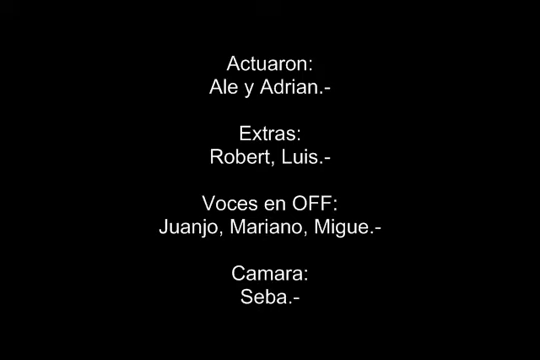 Actuaron:
Ale y Adrian.-
Extras:
Robert, Luis.-
Voces en OFF:
Juanjo, Mariano, Migue.-
Camara:
Seba.-